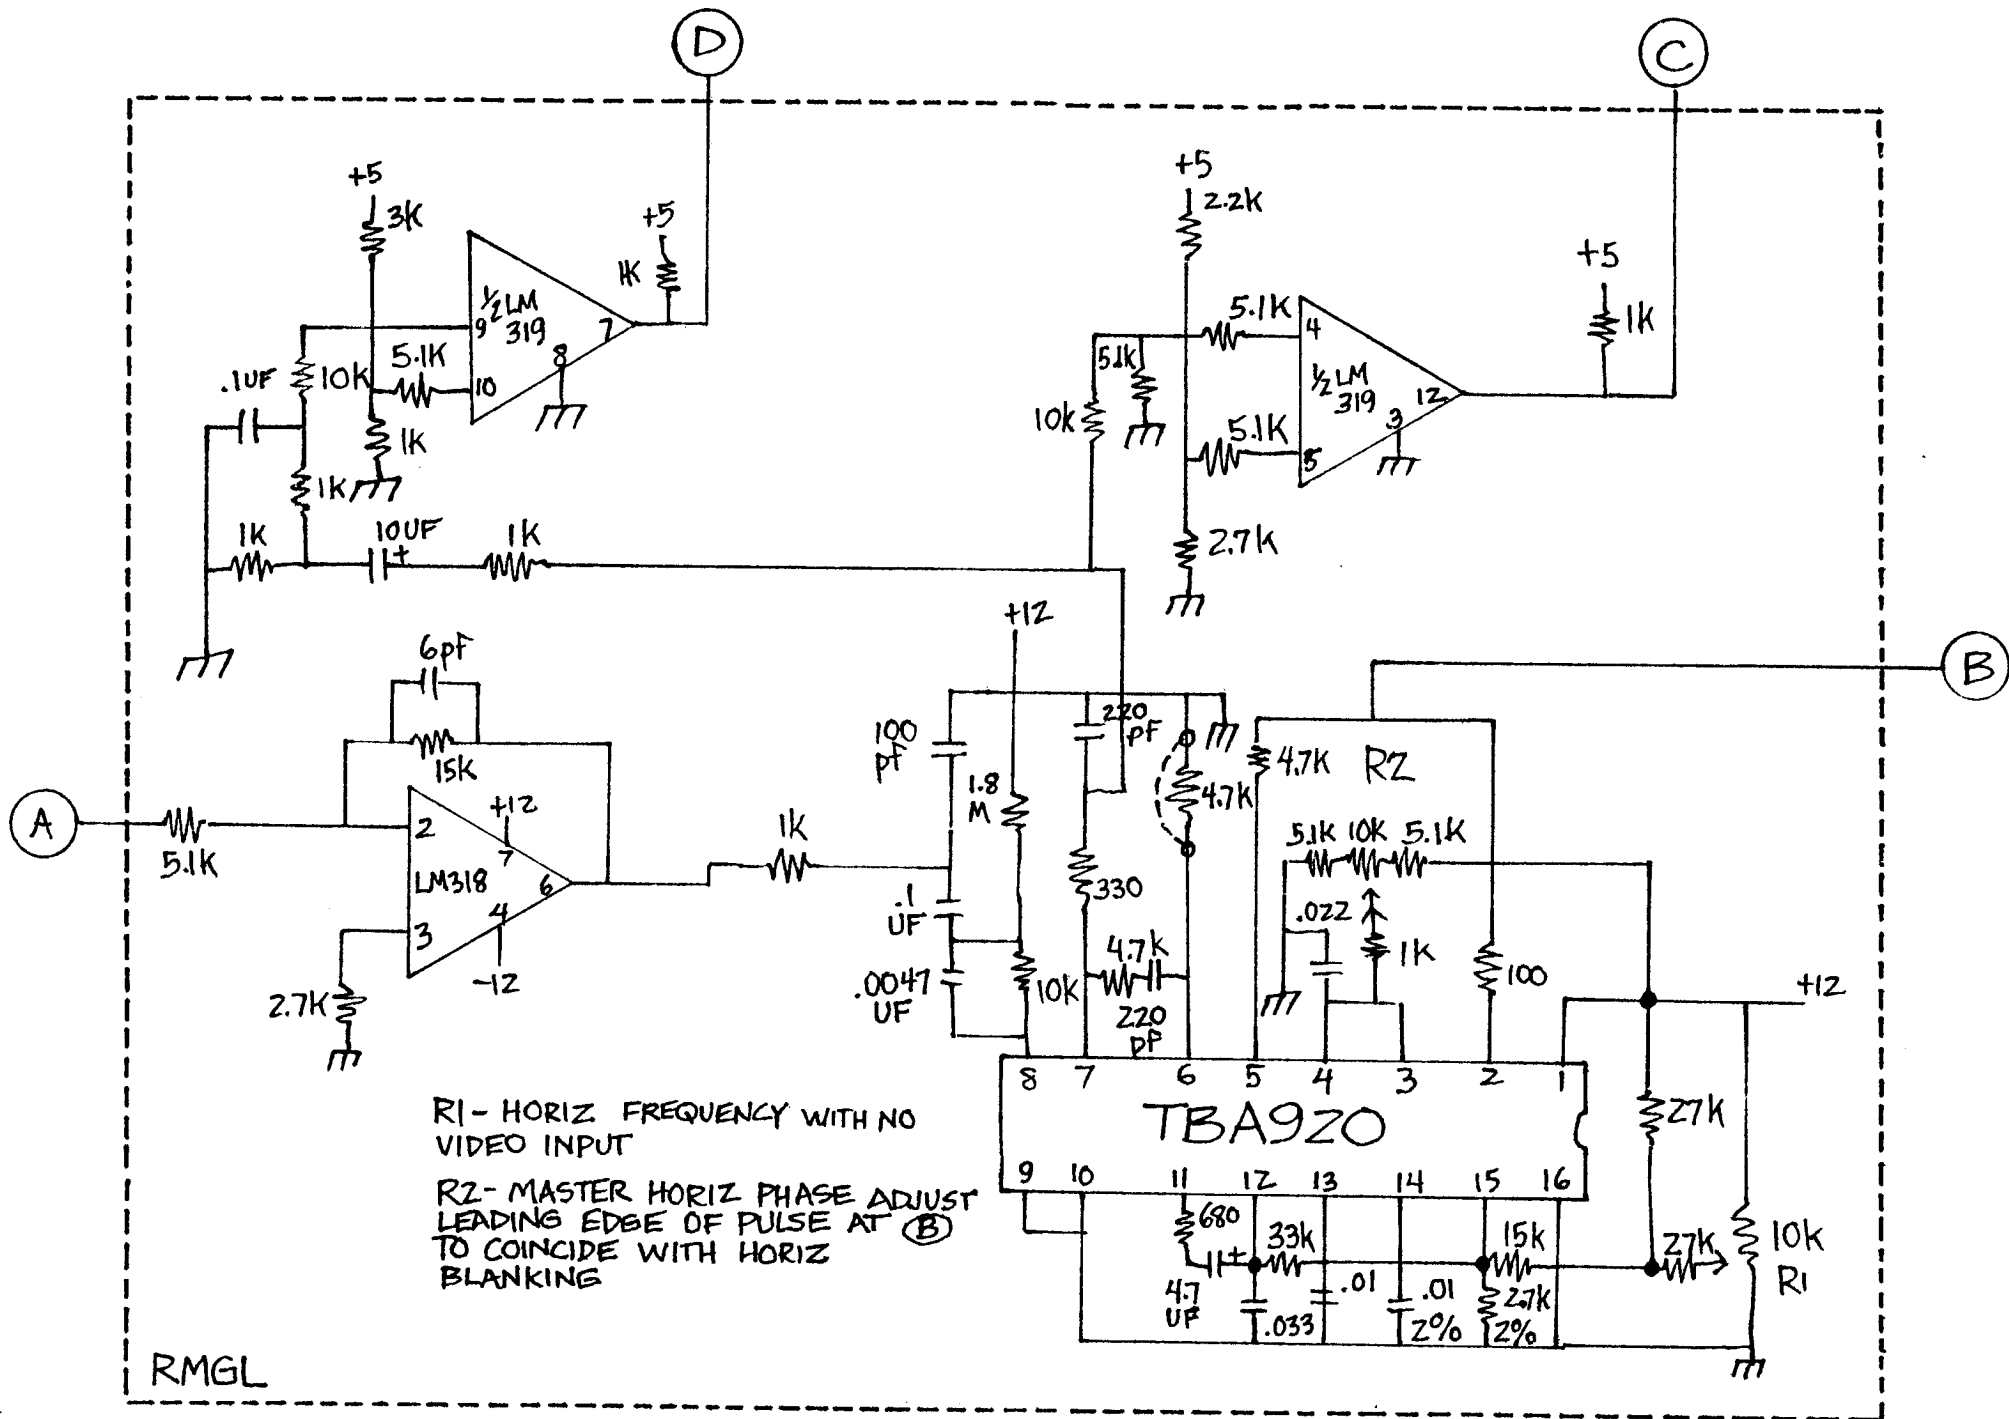 D
C
+5
3K
+5
1K
1/2 LM
319
9
7
8
10
5.1K
.1UF
10K
1K
1K
1K
10UF
+
1K
+5
2.2K
5.1K
5.1K
10K
4
1/2 LM
319
12
3
5
5.1K
2.7K
+5
1K
+12
B
6pF
15K
A
5.1K
2
+12
7
LM318
6
4
3
-12
2.7K
1K
100
pf
1.8
M
220
pf
4.7K
4.7K
R2
.1
UF
330
5.1K 10K 5.1K
.022
1K
100
.0047
UF
10K
4.7K
220
pp
+12
8 7 6 5 4 3 2 1
TBA920
27K
9 10 11 12 13 14 15 16
680
33K
15K
27K
10K
R1
+
4.7
UF
.033
.01
.01
2%
2.7K
2%
R1- HORIZ FREQUENCY WITH NO
VIDEO INPUT
R2- MASTER HORIZ PHASE ADJUST
LEADING EDGE OF PULSE AT B
TO COINCIDE WITH HORIZ
BLANKING
RMGL